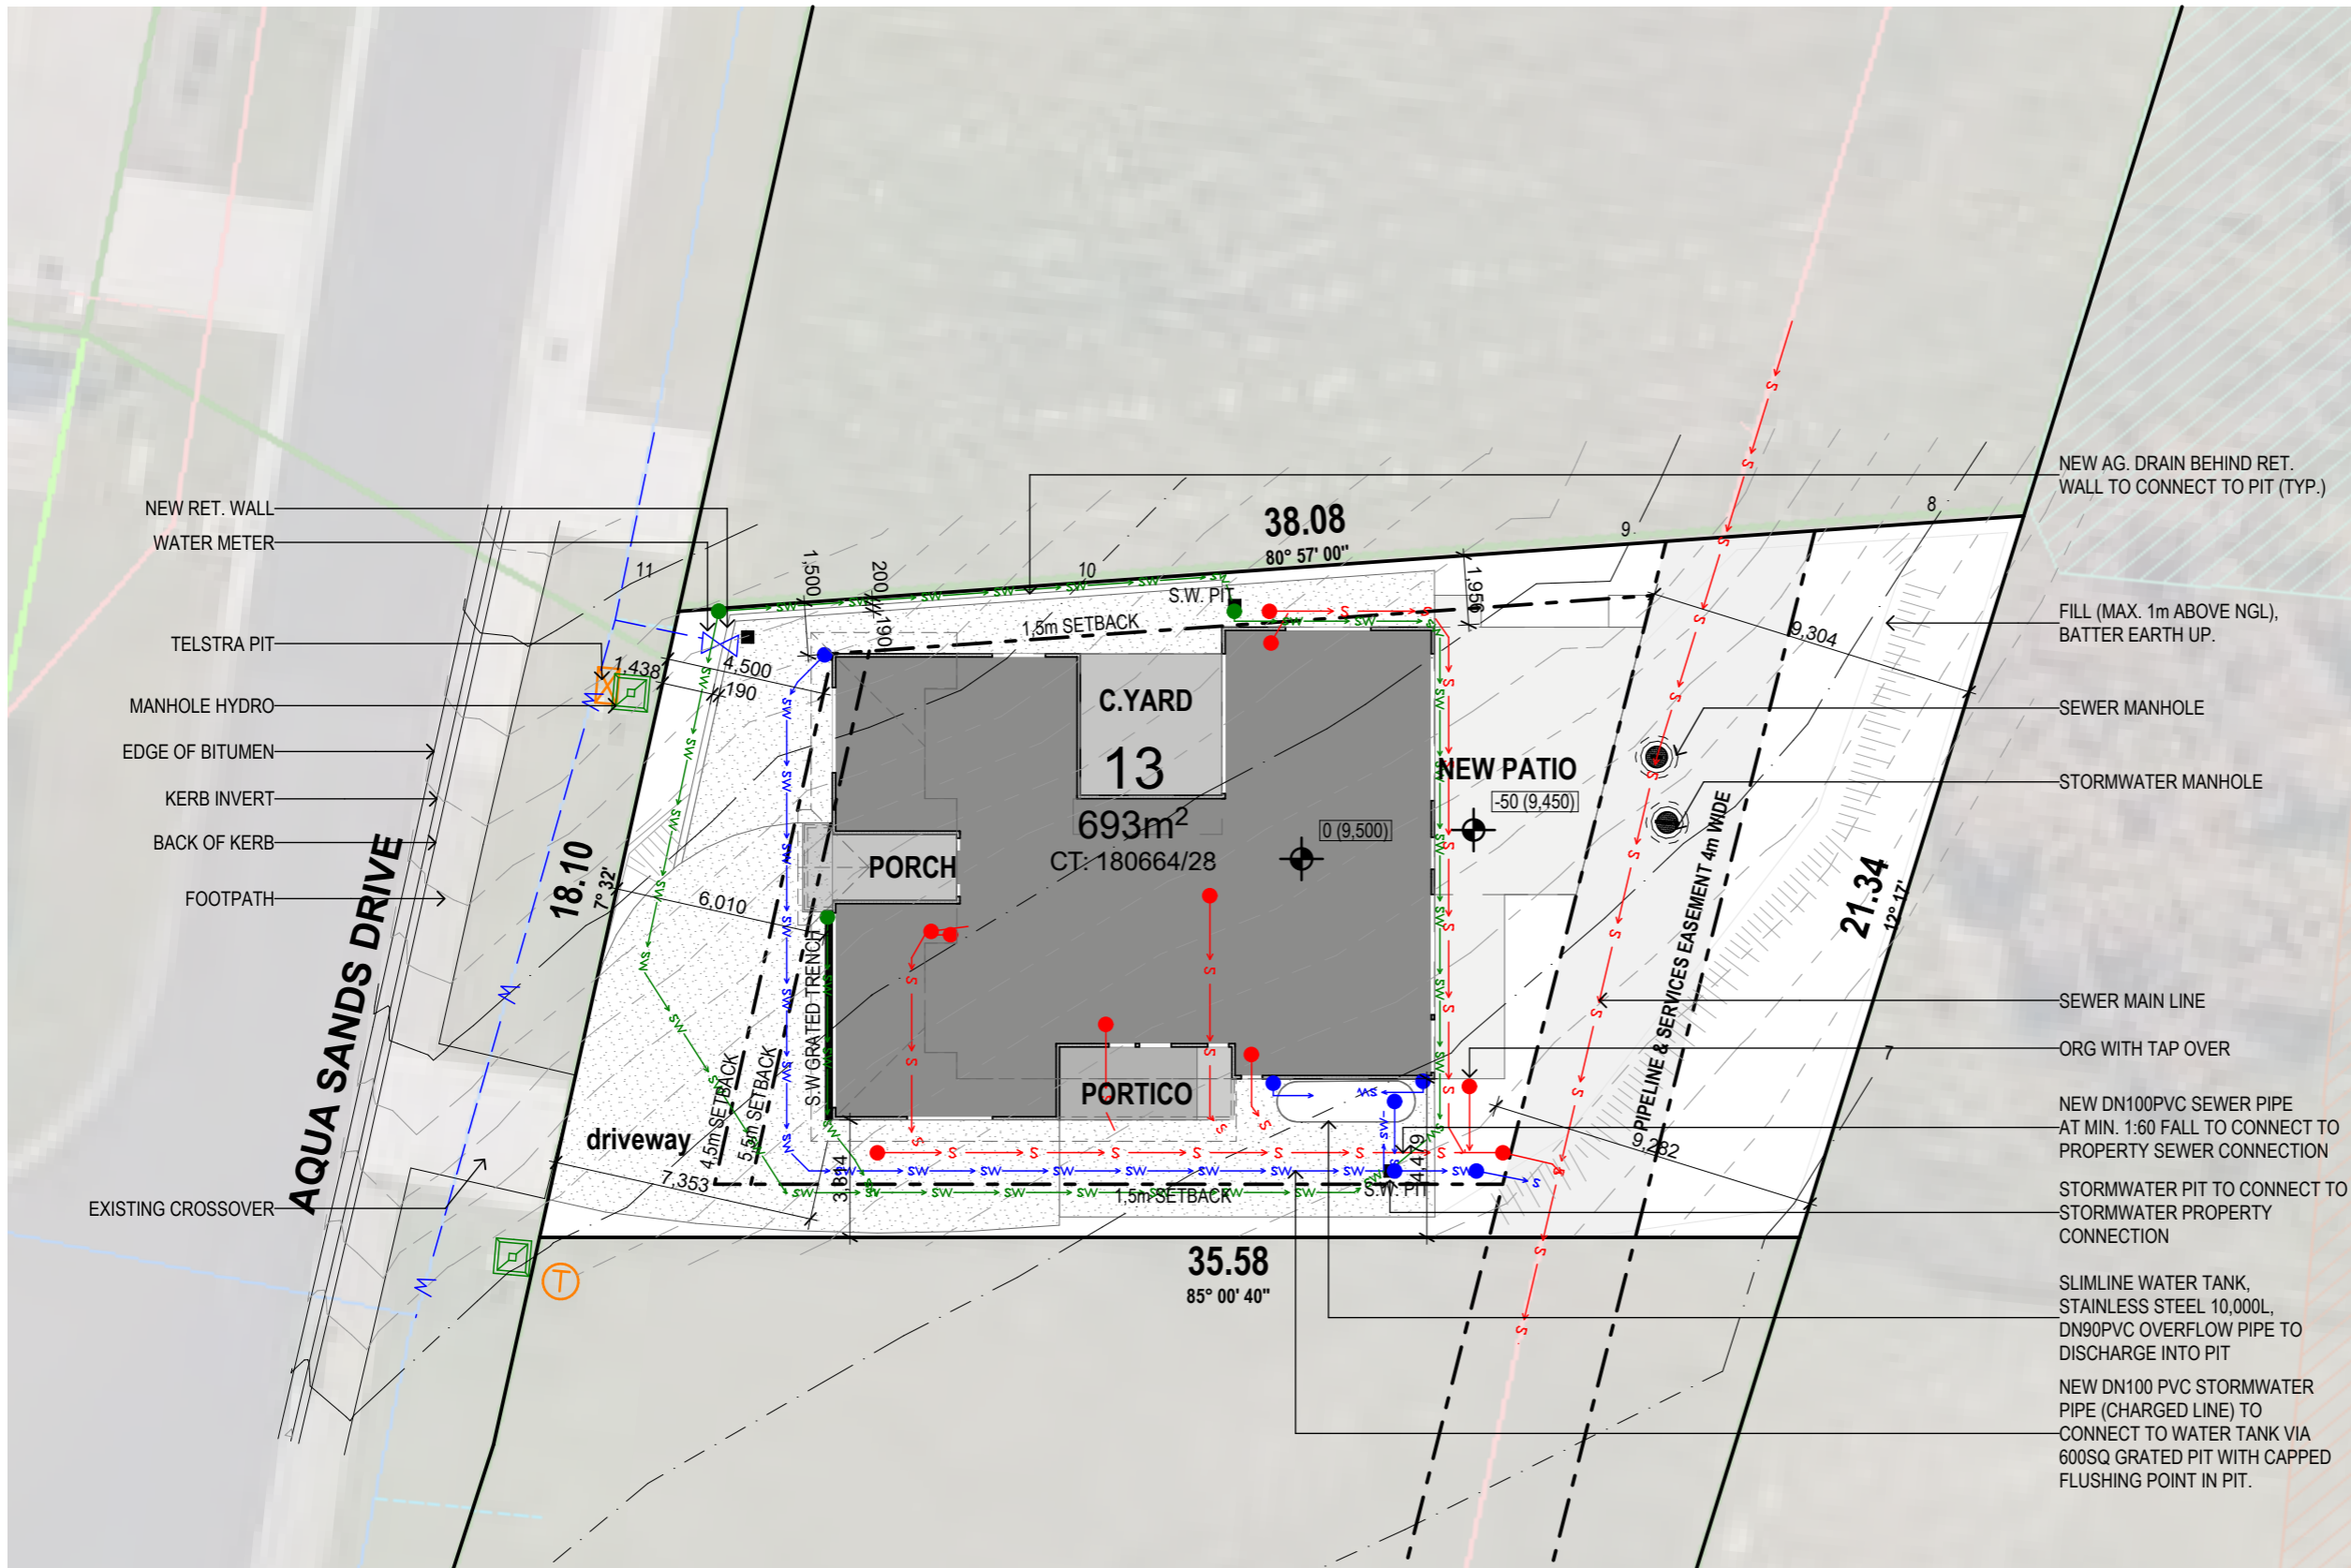 NEW RET. WALL
WATER METER
TELSTRA PIT
MANHOLE HYDRO
EDGE OF BITUMEN
KERB INVERT
BACK OF KERB
FOOTPATH
EXISTING CROSSOVER
AQUA SANDS DRIVE
18.10
7° 32'
38.08
80° 57' 00"
35.58
85° 00' 40"
21.34
12° 17'
11
10
9
8
7
1,500
200
190
1,956
1,438
4,500
190
6,010
7,353
3,884
4,479
9,304
9,282
S.W. PIT
1,5m SETBACK
C.YARD
13
693m²
CT: 180664/28
0 (9,500)
NEW PATIO
-50 (9,450)
PORCH
PORTICO
driveway
S.W GRATED TRENCH
4,5m SETBACK
5,5m SETBACK
1,5m SETBACK
S.W. PIT
PIPELINE & SERVICES EASEMENT 4m WIDE
NEW AG. DRAIN BEHIND RET.
WALL TO CONNECT TO PIT (TYP.)
FILL (MAX. 1m ABOVE NGL),
BATTER EARTH UP.
SEWER MANHOLE
STORMWATER MANHOLE
SEWER MAIN LINE
ORG WITH TAP OVER
NEW DN100PVC SEWER PIPE
AT MIN. 1:60 FALL TO CONNECT TO
PROPERTY SEWER CONNECTION
STORMWATER PIT TO CONNECT TO
STORMWATER PROPERTY
CONNECTION
SLIMLINE WATER TANK,
STAINLESS STEEL 10,000L,
DN90PVC OVERFLOW PIPE TO
DISCHARGE INTO PIT
NEW DN100 PVC STORMWATER
PIPE (CHARGED LINE) TO
CONNECT TO WATER TANK VIA
600SQ GRATED PIT WITH CAPPED
FLUSHING POINT IN PIT.